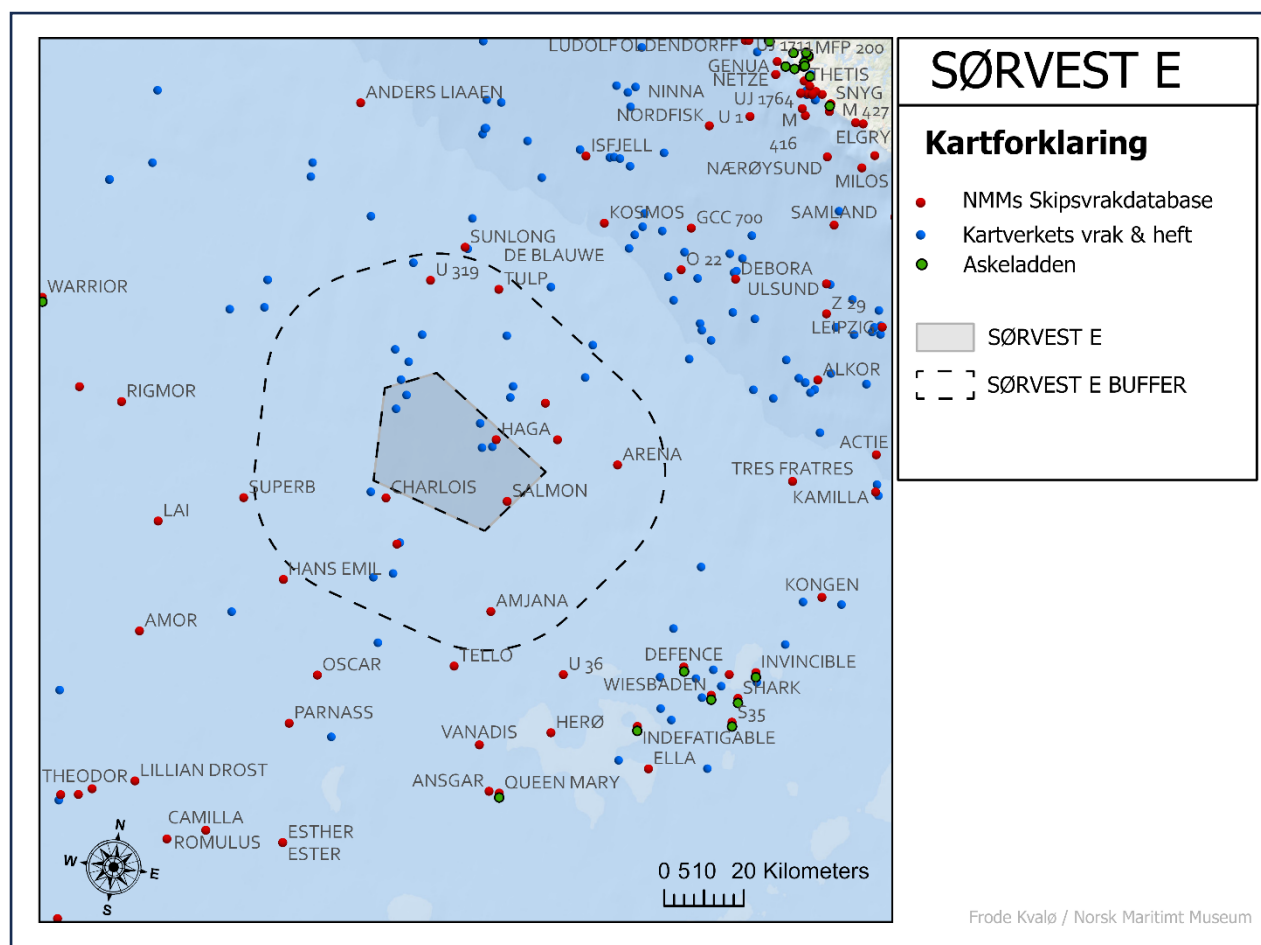 SØRVEST E
Kartforklaring
NMMs Skipsvrakdatabase
Kartverkets vrak & heft
Askeladden
SØRVEST E
SØRVEST E BUFFER
LUDOLF OLDENDORFF
UJ 1711
MFP 200
GENUA
NETZE
THETIS
ANDERS LIAAEN
NINNA
UJ 1764
SNYG
NORDFISK
U 1
M
M 427
416
ELGRY
ISFJELL
NÆRØYSUND
MILOS
KOSMOS
GCC 700
SAMLAND
SUNLONG
DE BLAUWE
U 319
TULP
O 22
DEBORA
ULSUND
WARRIOR
Z 29
LEIPZIG
ALKOR
RIGMOR
HAGA
ACTIE
ARENA
TRES FRATRES
KAMILLA
SUPERB
CHARLOIS
SALMON
LAI
HANS EMIL
KONGEN
AMJANA
AMOR
OSCAR
TELLO
U 36
DEFENCE
INVINCIBLE
WIESBADEN
SHARK
PARNASS
S35
VANADIS
HERØ
INDEFATIGABLE
ELLA
THEODOR
LILLIAN DROST
ANSGAR
QUEEN MARY
CAMILLA
ROMULUS
ESTHER
ESTER
N
W
E
S
0 5 10 20 Kilometers
Frode Kvalø / Norsk Maritimt Museum